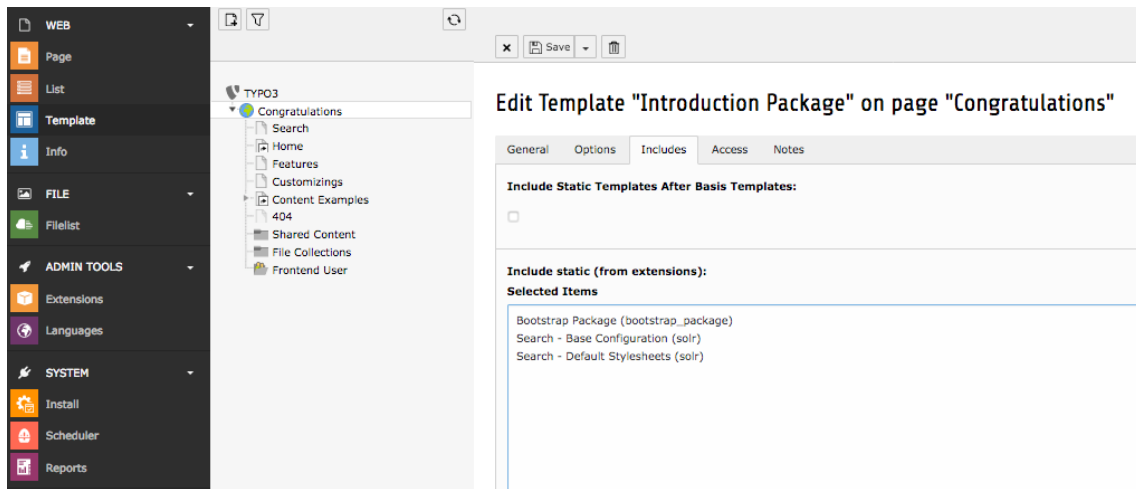 WEB
Page
List
Template
Info
FILE
Filelist
ADMIN TOOLS
Extensions
Languages
SYSTEM
Install
Scheduler
Reports
TYPO3
Congratulations
Search
Home
Features
Customizings
Content Examples
404
Shared Content
File Collections
Frontend User
Save
Edit Template "Introduction Package" on page "Congratulations"
General Options Includes Access Notes
Include Static Templates After Basis Templates:
Include static (from extensions):
Selected Items
Bootstrap Package (bootstrap_package)
Search - Base Configuration (solr)
Search - Default Stylesheets (solr)